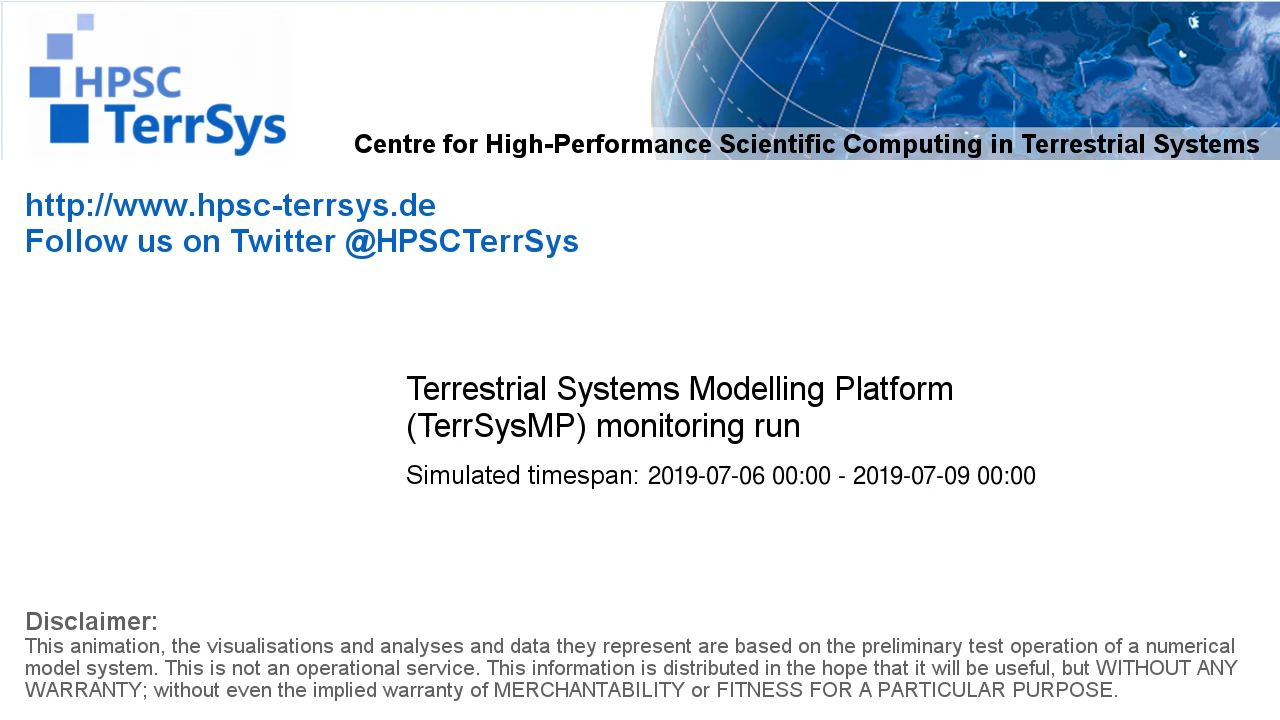 HPSC
TerrSys
Centre for High-Performance Scientific Computing in Terrestrial Systems
http://www.hpsc-terrsys.de
Follow us on Twitter @HPSCTerrSys
Terrestrial Systems Modelling Platform
(TerrSysMP) monitoring run
Simulated timespan: 2019-07-06 00:00 - 2019-07-09 00:00
Disclaimer:
This animation, the visualisations and analyses and data they represent are based on the preliminary test operation of a numerical
model system. This is not an operational service. This information is distributed in the hope that it will be useful, but WITHOUT ANY
WARRANTY; without even the implied warranty of MERCHANTABILITY or FITNESS FOR A PARTICULAR PURPOSE.